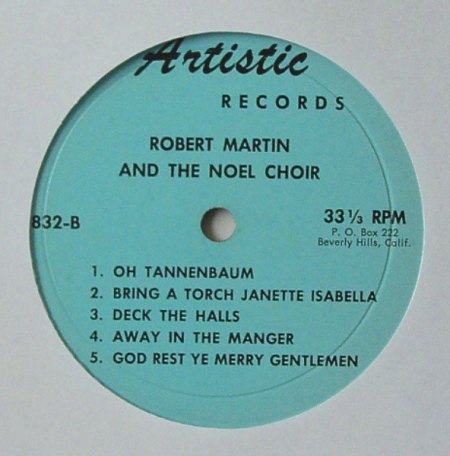 Artistic
RECORDS
ROBERT MARTIN
AND THE NOEL CHOIR
832-B
33 1/3 RPM
P. O. Box 222
Beverly Hills, Calif.
1. OH TANNENBAUM
2. BRING A TORCH JANETTE ISABELLA
3. DECK THE HALLS
4. AWAY IN THE MANGER
5. GOD REST YE MERRY GENTLEMEN